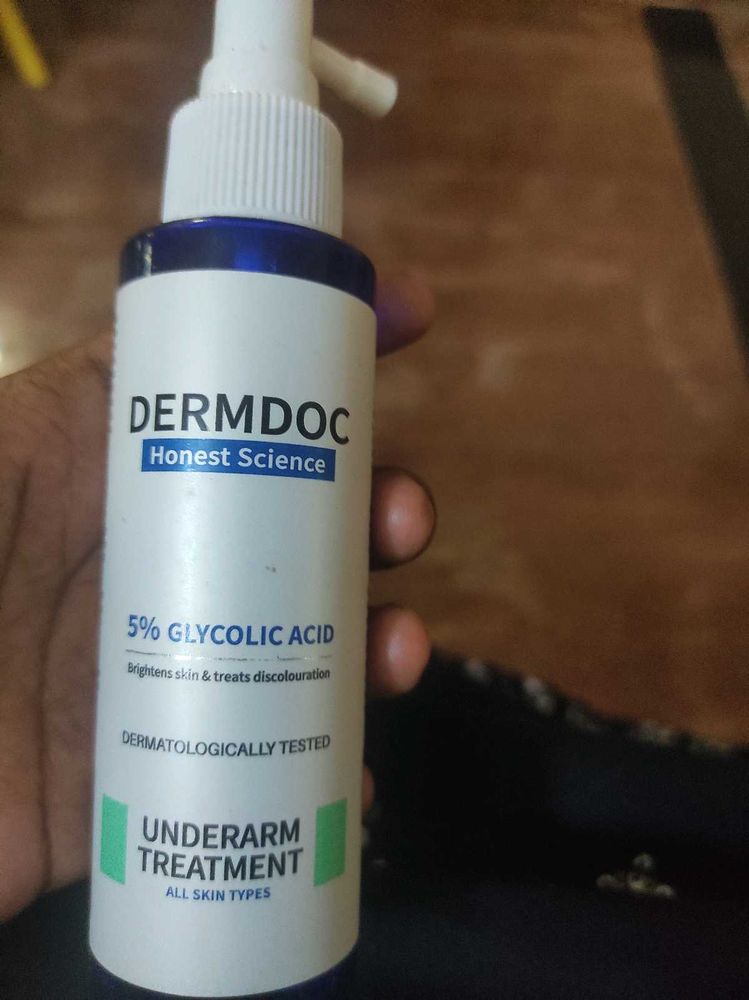 DERMDOC
Honest Science
5% GLYCOLIC ACID
Brightens skin & treats discolouration
DERMATOLOGICALLY TESTED
UNDERARM
TREATMENT
ALL SKIN TYPES